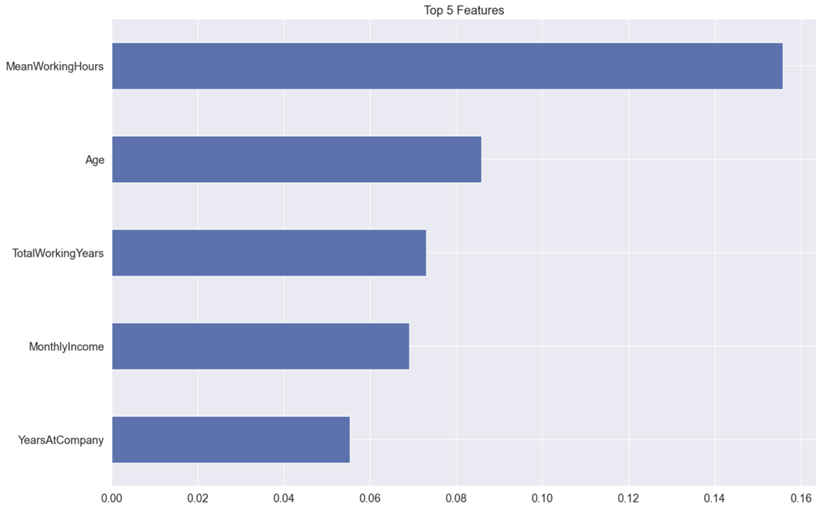 Top 5 Features
MeanWorkingHours
Age
TotalWorkingYears
MonthlyIncome
YearsAtCompany
0.00 0.02 0.04 0.06 0.08 0.10 0.12 0.14 0.16